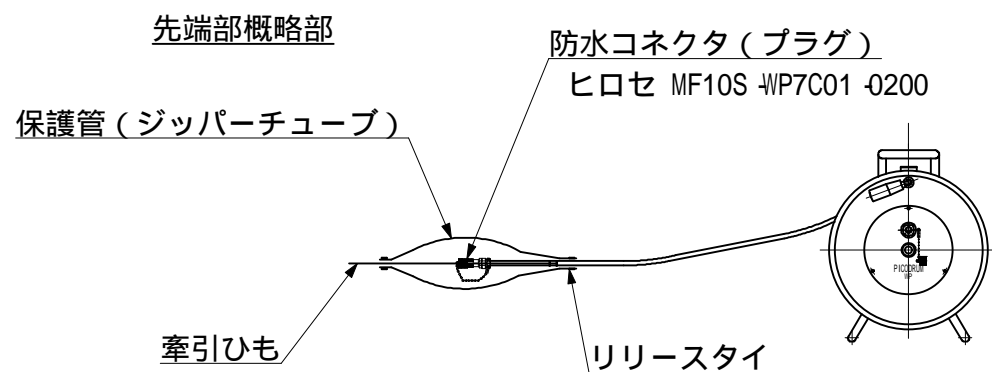 先端部概略部
防水コネクタ（プラグ）
ヒロセ MF10S-WP7C01-0200
保護管（ジッパーチューブ）
PICODRUM
WP
牽引ひも
リリースタイ